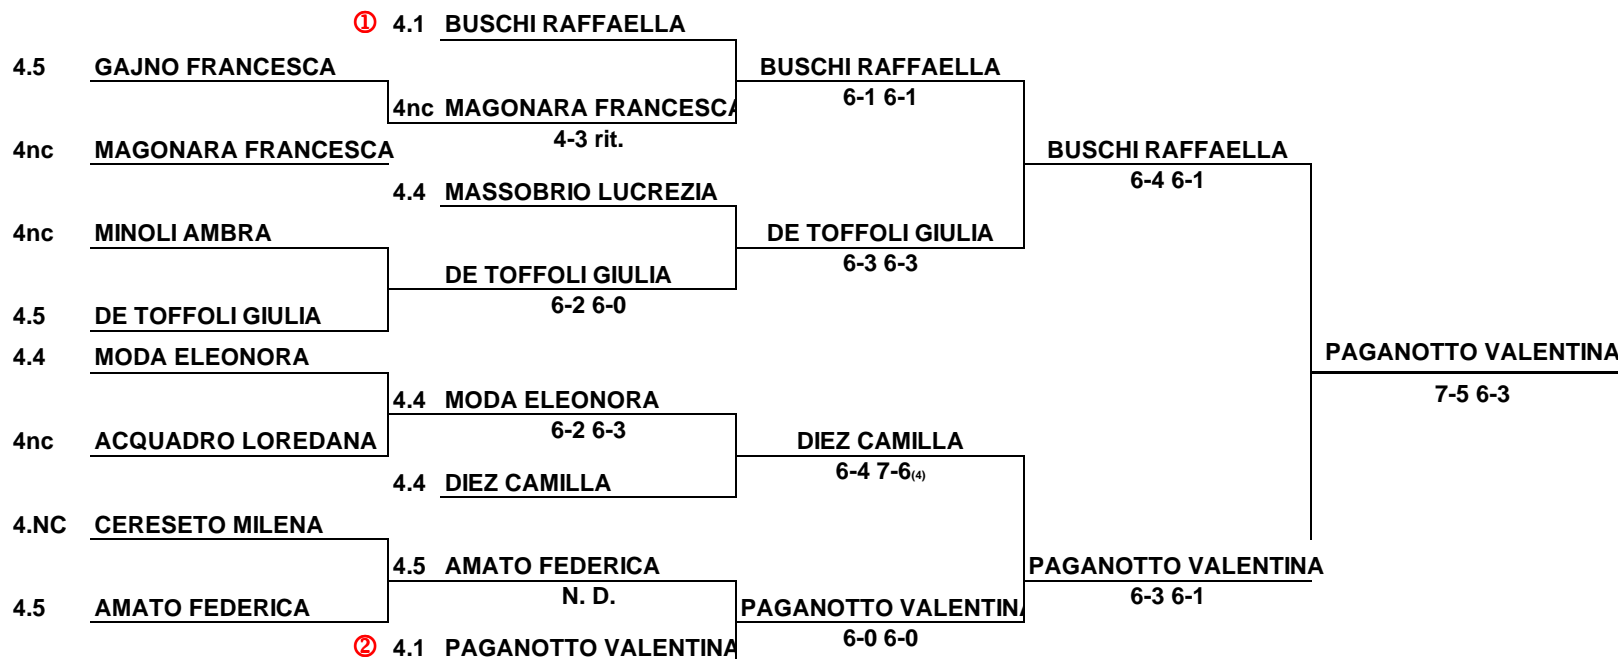 ① 4.1 BUSCHI RAFFAELLA
4.5 GAJNO FRANCESCA BUSCHI RAFFAELLA
6-1 6-1
4nc MAGONARA FRANCESCA
4-3 rit.
4nc MAGONARA FRANCESCA BUSCHI RAFFAELLA
6-4 6-1
4.4 MASSOBRIO LUCREZIA
4nc MINOLI AMBRA DE TOFFOLI GIULIA
6-3 6-3
DE TOFFOLI GIULIA
6-2 6-0
4.5 DE TOFFOLI GIULIA
4.4 MODA ELEONORA PAGANOTTO VALENTINA
7-5 6-3
4.4 MODA ELEONORA
6-2 6-3
4nc ACQUADRO LOREDANA DIEZ CAMILLA
6-4 7-6(4)
4.4 DIEZ CAMILLA
4.NC CERESETO MILENA
4.5 AMATO FEDERICA PAGANOTTO VALENTINA
N. D. 6-3 6-1
4.5 AMATO FEDERICA PAGANOTTO VALENTINA
6-0 6-0
② 4.1 PAGANOTTO VALENTINA